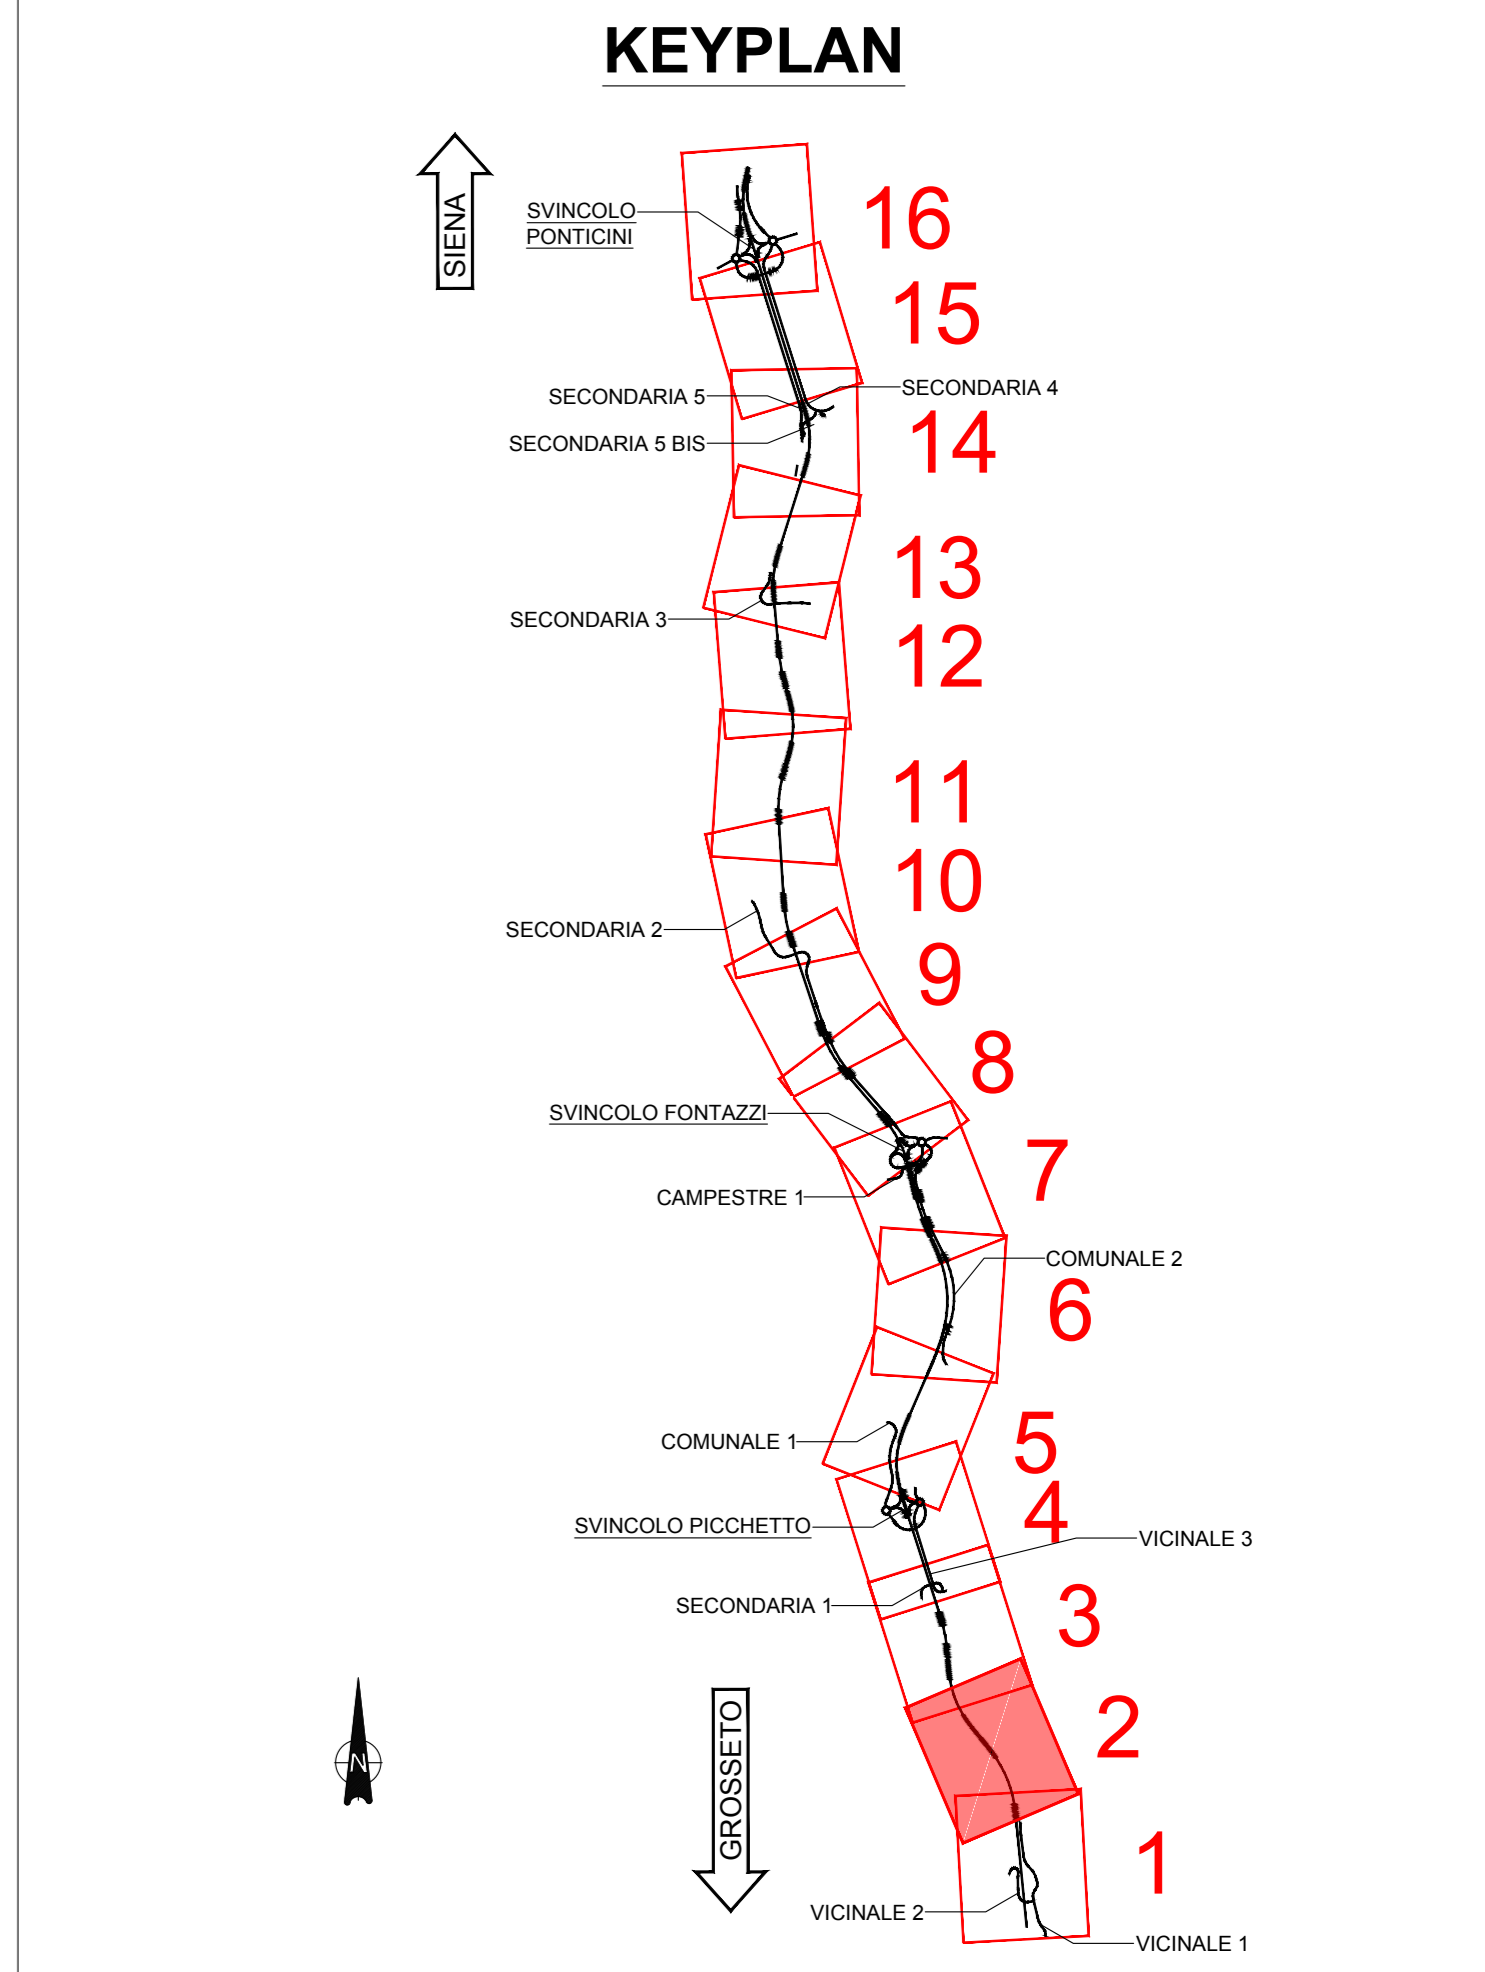 KEYPLAN
SIENA
SVINCOLO
PONTICINI
16
15
SECONDARIA 5
SECONDARIA 4
14
SECONDARIA 5 BIS
13
SECONDARIA 3
12
11
10
SECONDARIA 2
9
8
SVINCOLO FONTAZZI
7
CAMPESTRE 1
COMUNALE 2
6
COMUNALE 1
5
4
SVINCOLO PICCHETTO
VICINALE 3
SECONDARIA 1
3
2
N
GROSSETO
1
VICINALE 2
VICINALE 1